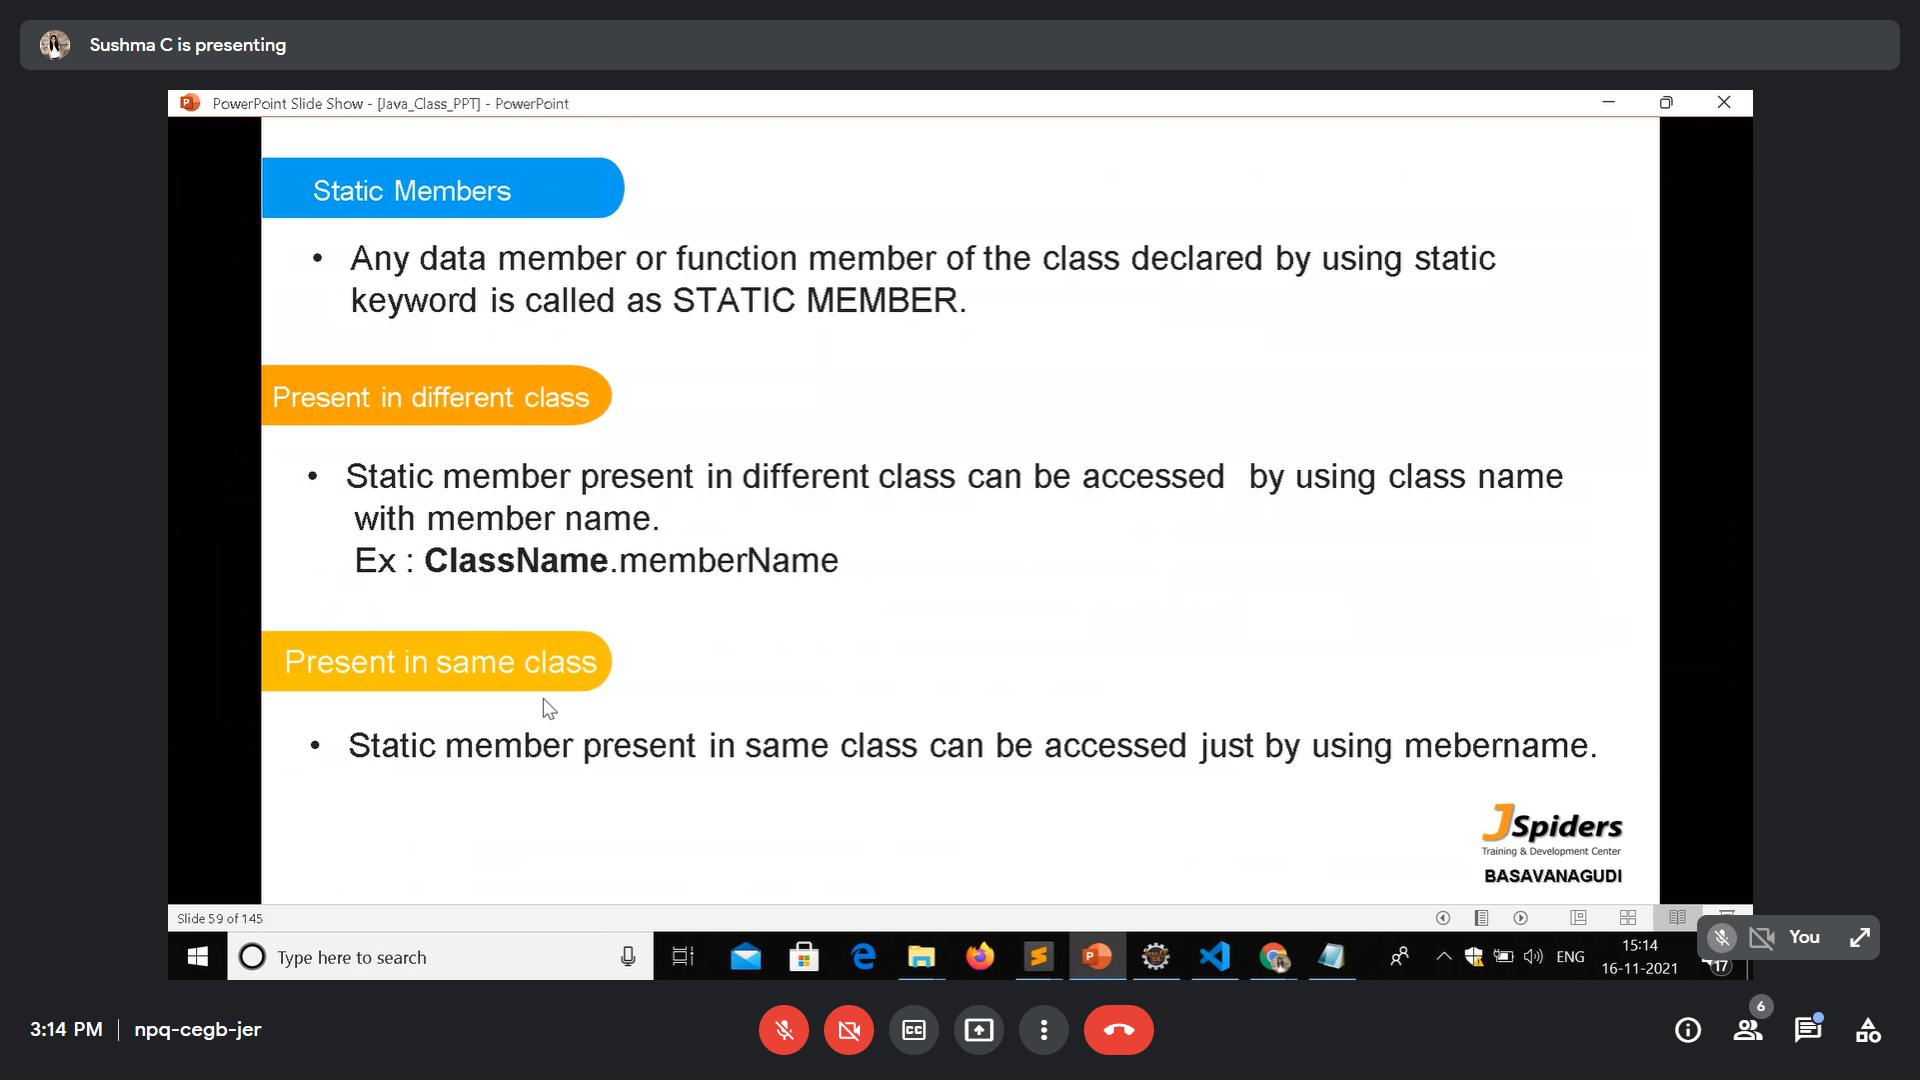 Sushma C is presenting
PowerPoint Slide Show - [Java_Class_PPT] - PowerPoint
Static Members
• Any data member or function member of the class declared by using static
keyword is called as STATIC MEMBER.
Present in different class
• Static member present in different class can be accessed by using class name
with member name.
Ex : ClassName.memberName
Present in same class
• Static member present in same class can be accessed just by using mebername.
JSpiders
Training & Development Center
BASAVANAGUDI
Slide 59 of 145
You
Type here to search
ENG
15:14
16-11-2021
17
3:14 PM | npq-cegb-jer
CC
6